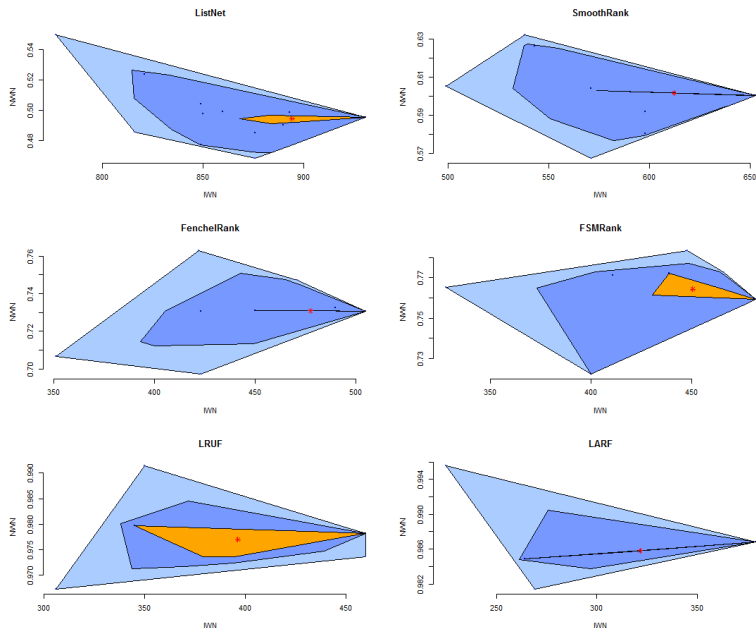 ListNet
NWN
0.54
0.52
0.50
0.48
800
850
900
IWN
SmoothRank
NWN
0.63
0.61
0.59
0.57
500
550
600
650
IWN
FenchelRank
NWN
0.76
0.74
0.72
0.70
350
400
450
500
IWN
FSMRank
NWN
0.77
0.75
0.73
350
400
450
IWN
LRUF
NWN
0.990
0.985
0.980
0.975
0.970
300
350
400
450
IWN
LARF
NWN
0.994
0.990
0.986
0.982
250
300
350
IWN